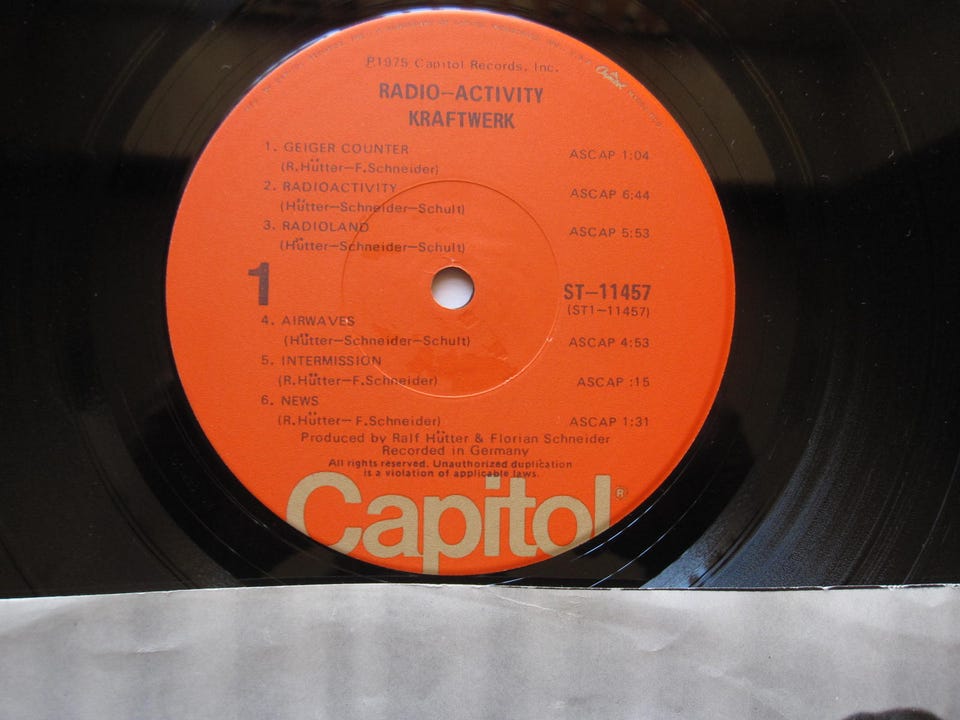 ℗1975 Capitol Records, Inc.
Capitol
RADIO—ACTIVITY
KRAFTWERK
1. GEIGER COUNTER
(R.Hütter—F.Schneider)
ASCAP 1:04
2. RADIOACTIVITY
(Hütter—Schneider—Schult)
ASCAP 6:44
3. RADIOLAND
(Hütter—Schneider—Schult)
ASCAP 5:53
1
ST—11457
(ST1—11457)
4. AIRWAVES
(Hütter—Schneider—Schult)
ASCAP 4:53
5. INTERMISSION
(R.Hütter—F.Schneider)
ASCAP :15
6. NEWS
(R.Hütter— F.Schneider)
ASCAP 1:31
Produced by Ralf Hütter & Florian Schneider
Recorded in Germany
All rights reserved. Unauthorized duplication
is a violation of applicable laws.
Capitol®